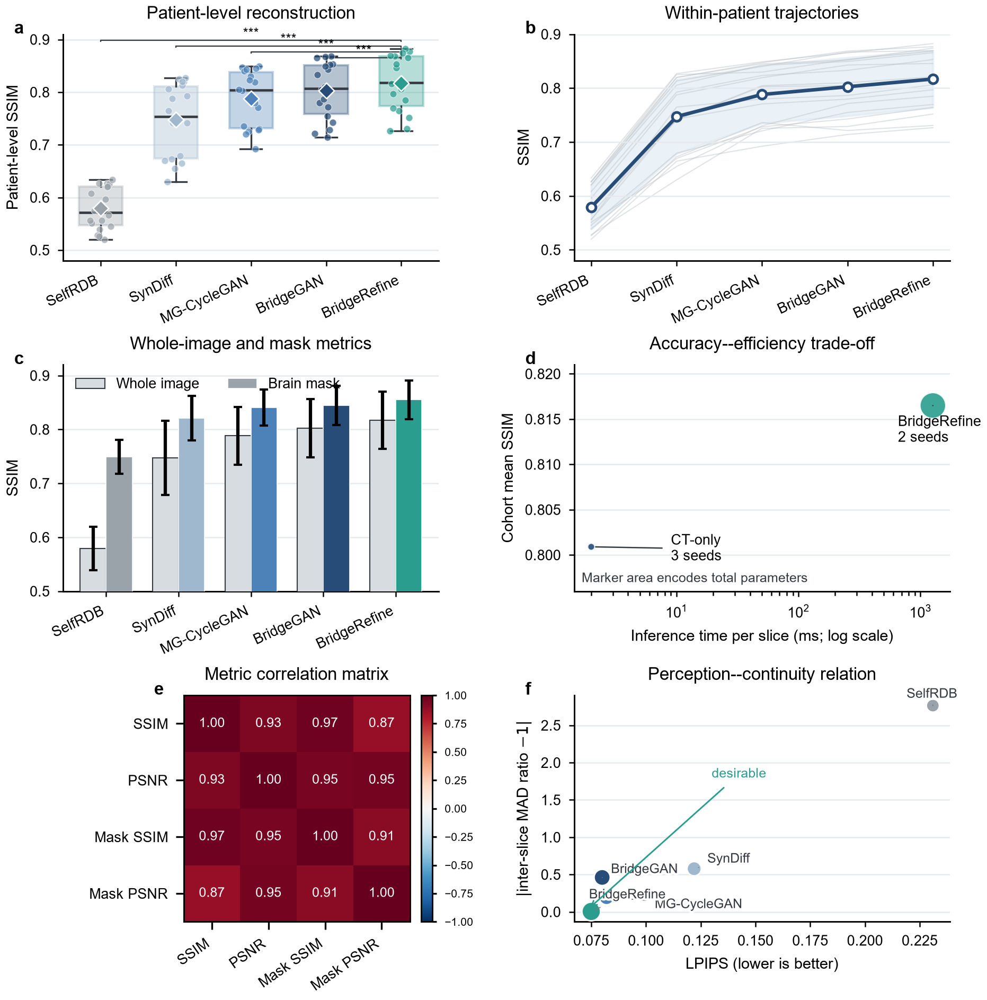 Patient-level reconstruction
a
***
***
***
***
Patient-level SSIM
0.9
0.8
0.7
0.6
0.5
SelfRDB
SynDiff
MG-CycleGAN
BridgeGAN
BridgeRefine
Within-patient trajectories
b
SSIM
0.9
0.8
0.7
0.6
0.5
SelfRDB
SynDiff
MG-CycleGAN
BridgeGAN
BridgeRefine
Whole-image and mask metrics
c
Whole image
Brain mask
SSIM
0.9
0.8
0.7
0.6
0.5
SelfRDB
SynDiff
MG-CycleGAN
BridgeGAN
BridgeRefine
Accuracy--efficiency trade-off
d
Cohort mean SSIM
0.820
0.815
0.810
0.805
0.800
BridgeRefine
2 seeds
CT-only
3 seeds
Marker area encodes total parameters
10¹
10²
10³
Inference time per slice (ms; log scale)
Metric correlation matrix
e
SSIM
1.00 0.93 0.97 0.87
PSNR
0.93 1.00 0.95 0.95
Mask SSIM
0.97 0.95 1.00 0.91
Mask PSNR
0.87 0.95 0.91 1.00
SSIM
PSNR
Mask SSIM
Mask PSNR
1.00
0.75
0.50
0.25
0.00
−0.25
−0.50
−0.75
−1.00
Perception--continuity relation
f
|inter-slice MAD ratio −1|
2.5
2.0
1.5
1.0
0.5
0.0
SelfRDB
desirable
SynDiff
BridgeGAN
BridgeRefine
MG-CycleGAN
0.075
0.100
0.125
0.150
0.175
0.200
0.225
LPIPS (lower is better)